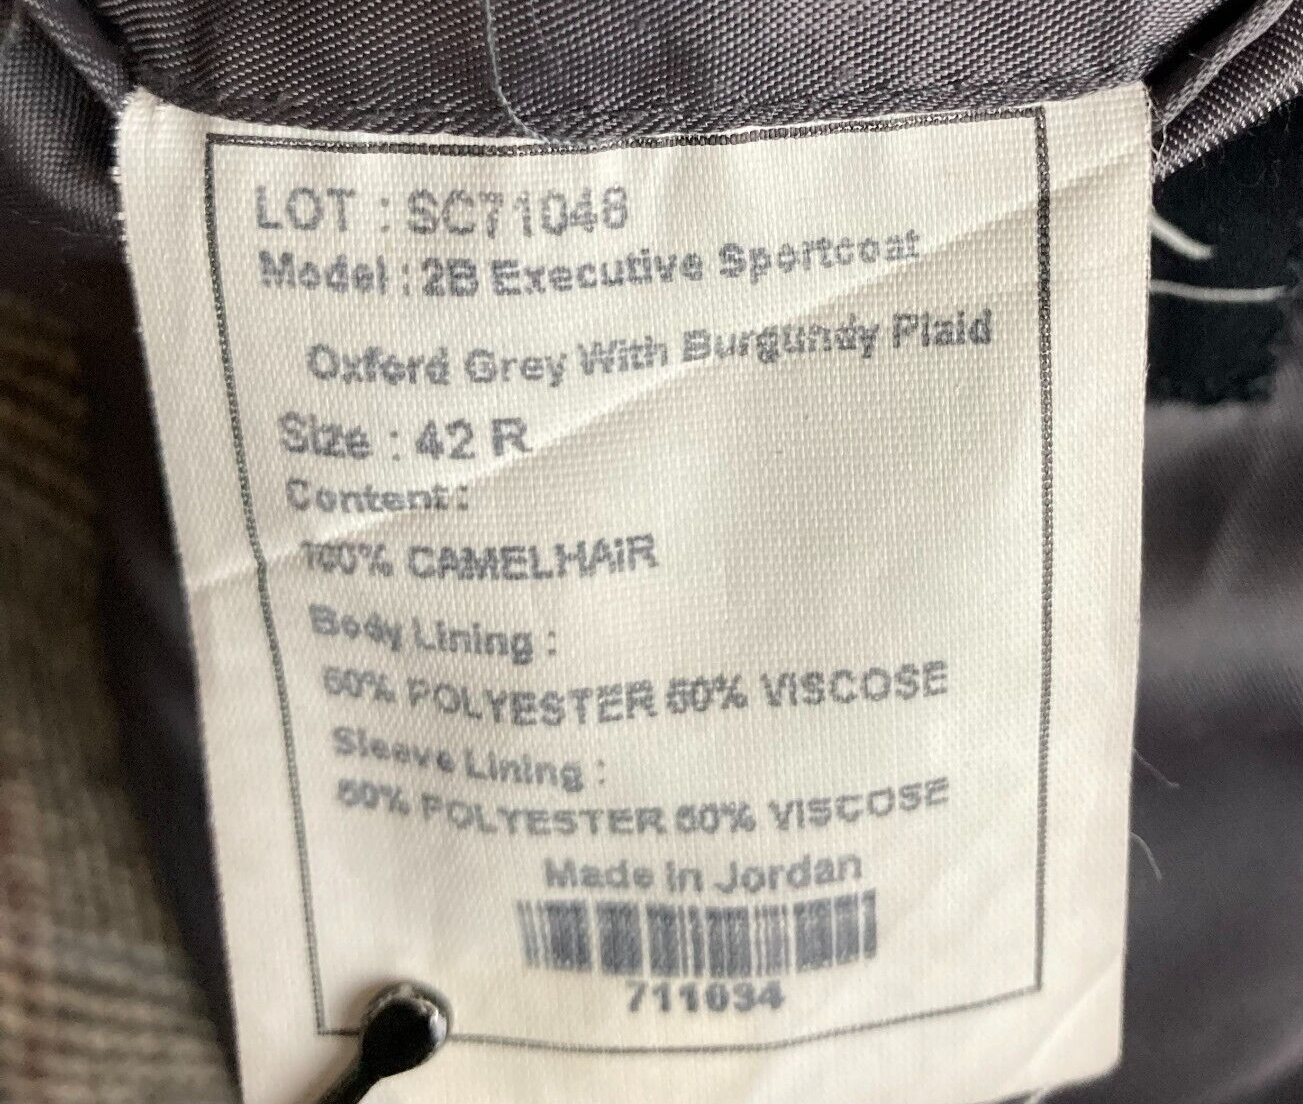 LOT : SC71048
Model : 2B Executive Sportcoat
Oxford Grey With Burgundy Plaid
Size : 42 R
Content :
100% CAMELHAiR
Body Lining :
50% POLYESTER 50% VISCOSE
Sleeve Lining :
50% POLYESTER 50% VISCOSE
Made in Jordan
711034